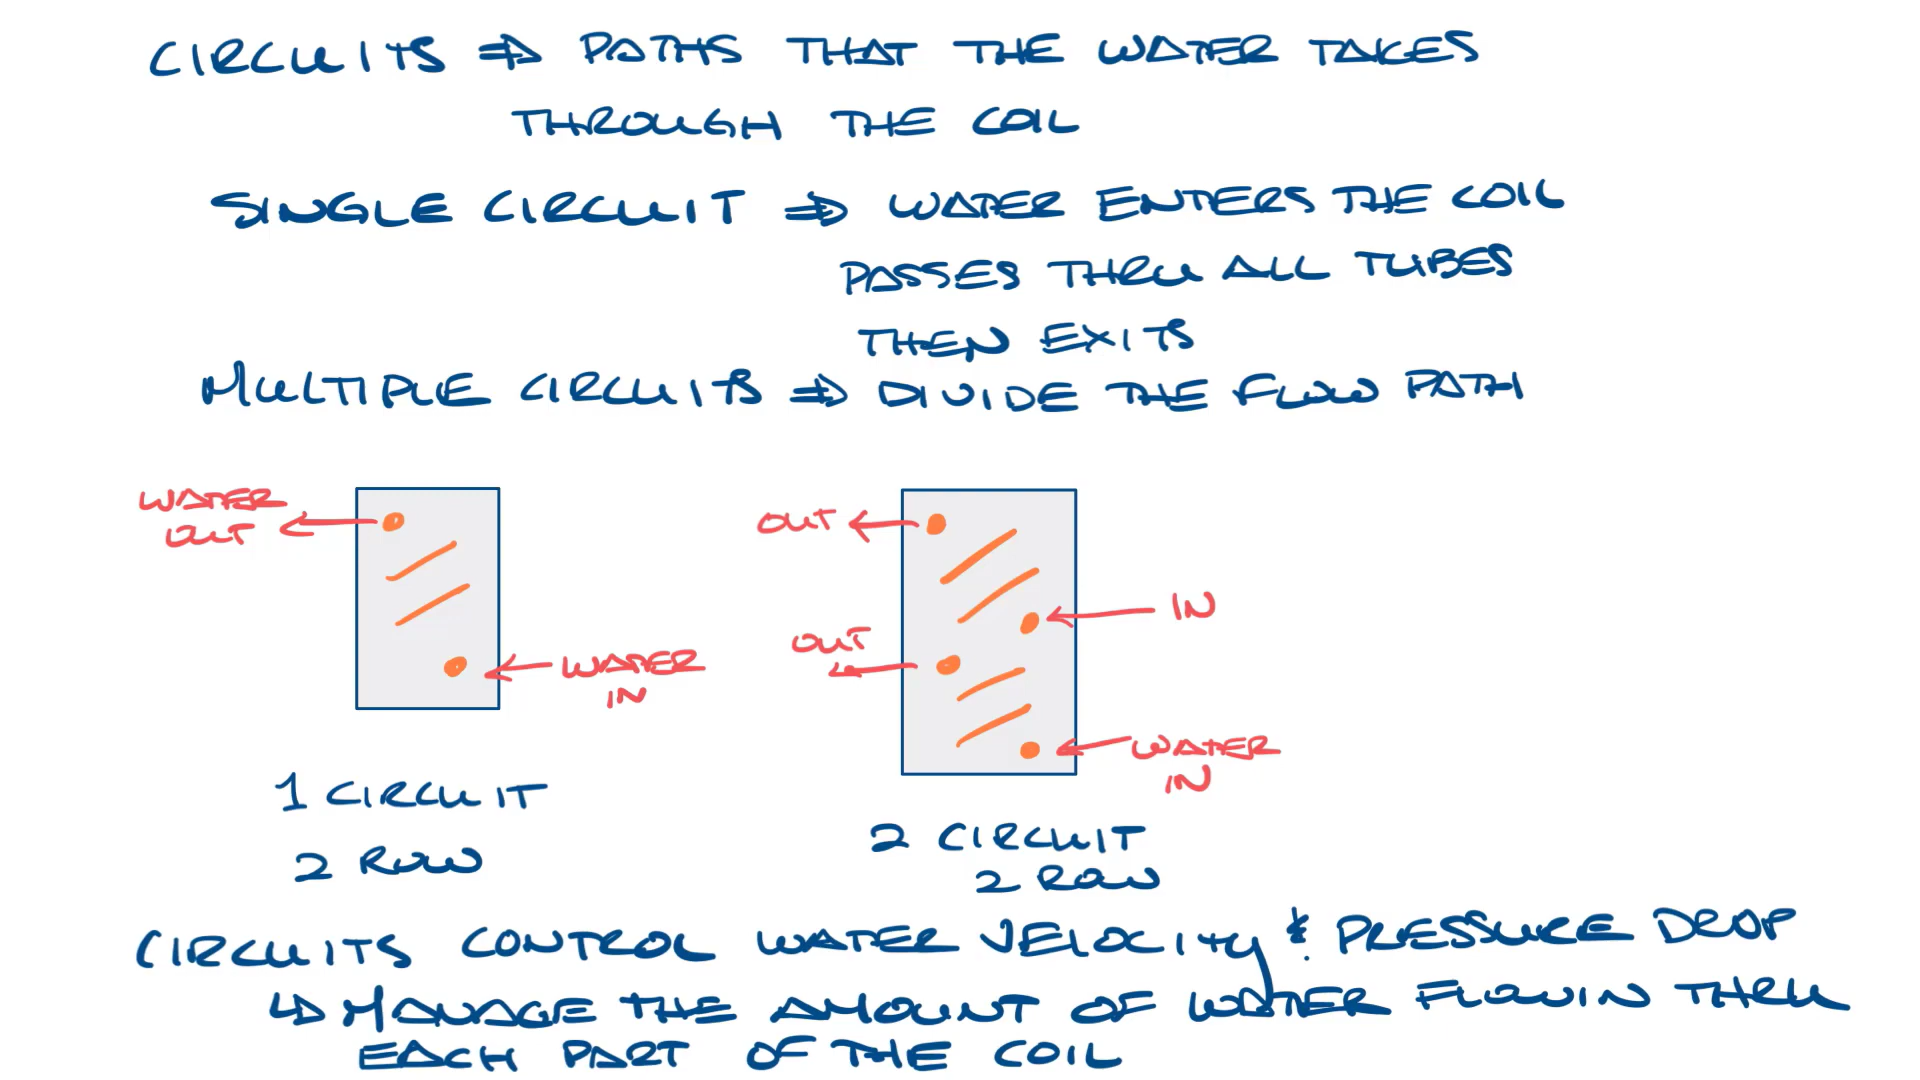 CIRCUITS ⇒ PATHS THAT THE WATER TAKES
THROUGH THE COIL
SINGLE CIRCUIT ⇒ WATER ENTERS THE COIL
PASSES THRU ALL TUBES
THEN EXITS
MULTIPLE CIRCUITS ⇒ DIVIDE THE FLOW PATH
WATER
OUT
WATER
IN
1 CIRCUIT
2 ROW
OUT
IN
OUT
WATER
IN
2 CIRCUIT
2 ROW
CIRCUITS CONTROL WATER VELOCITY & PRESSURE DROP
↳ MANAGE THE AMOUNT OF WATER FLOWIN THRU
EACH PART OF THE COIL